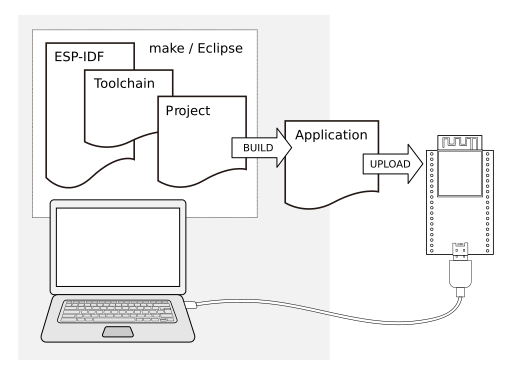 ESP-IDF
make / Eclipse
Toolchain
Project
BUILD
Application
UPLOAD